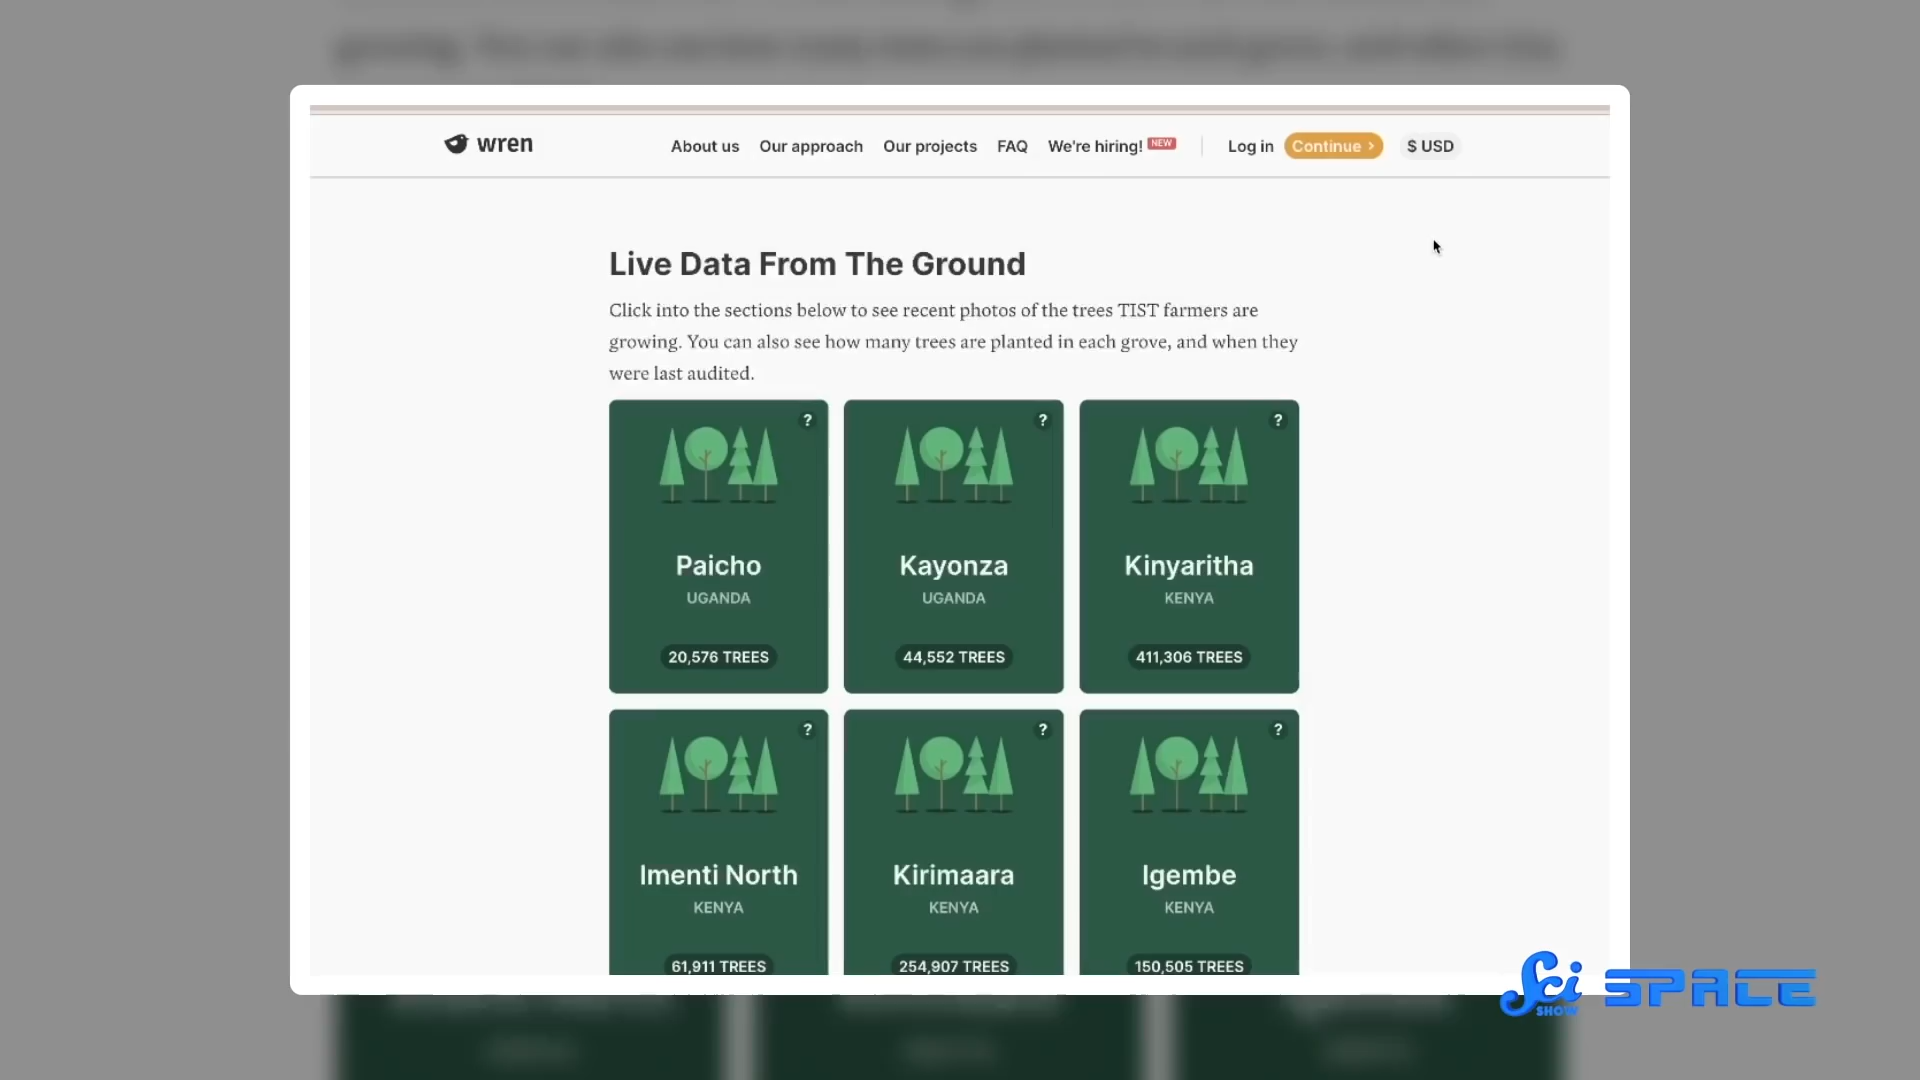 wren
About us Our approach Our projects FAQ We're hiring! NEW Log in Continue > $ USD
Live Data From The Ground
Click into the sections below to see recent photos of the trees TIST farmers are
growing. You can also see how many trees are planted in each grove, and when they
were last audited.
? ? ?
Paicho Kayonza Kinyaritha
UGANDA UGANDA KENYA
20,576 TREES 44,552 TREES 411,306 TREES
? ? ?
Imenti North Kirimaara Igembe
KENYA KENYA KENYA
61,911 TREES 254,907 TREES 150,505 TREES
Sci SHOW SPACE